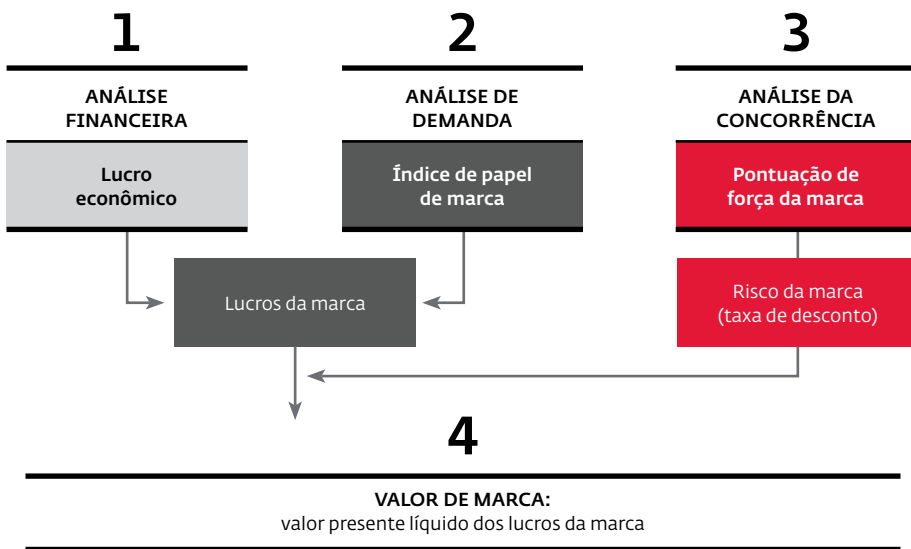 1
ANÁLISE
FINANCEIRA
Lucro
econômico
2
ANÁLISE DE
DEMANDA
Índice de papel
de marca
3
ANÁLISE DA
CONCORRÊNCIA
Pontuação de
força da marca
Lucros da marca
Risco da marca
(taxa de desconto)
4
VALOR DE MARCA:
valor presente líquido dos lucros da marca